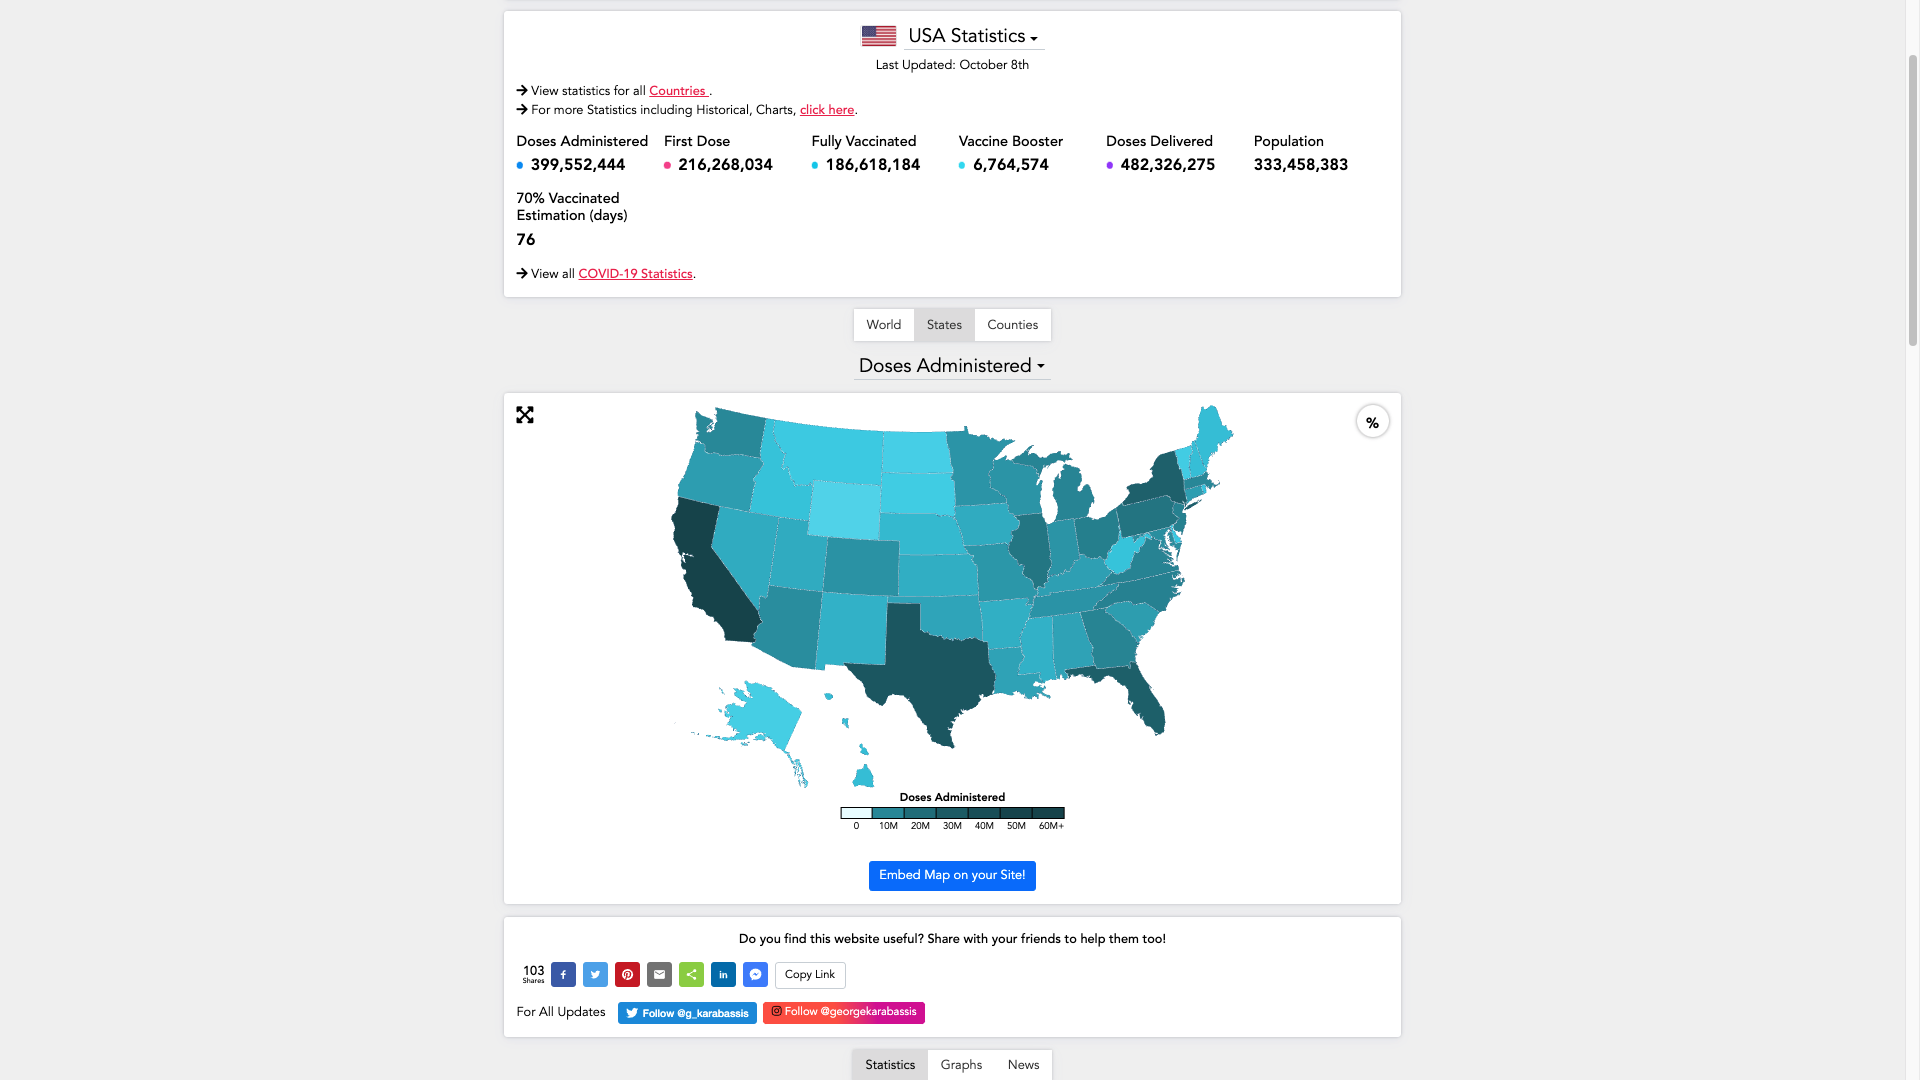 USA Statistics
Last Updated: October 8th
→ View statistics for all Countries .
→ For more Statistics including Historical, Charts, click here.
Doses Administered First Dose Fully Vaccinated Vaccine Booster Doses Delivered Population
399,552,444 216,268,034 186,618,184 6,764,574 482,326,275 333,458,383
70% Vaccinated
Estimation (days)
76
→ View all COVID-19 Statistics.
World States Counties
Doses Administered
%
Doses Administered
0 10M 20M 30M 40M 50M 60M+
Embed Map on your Site!
Do you find this website useful? Share with your friends to help them too!
103
Shares
Copy Link
For All Updates Follow @g_karabassis Follow @georgekarabassis
Statistics Graphs News